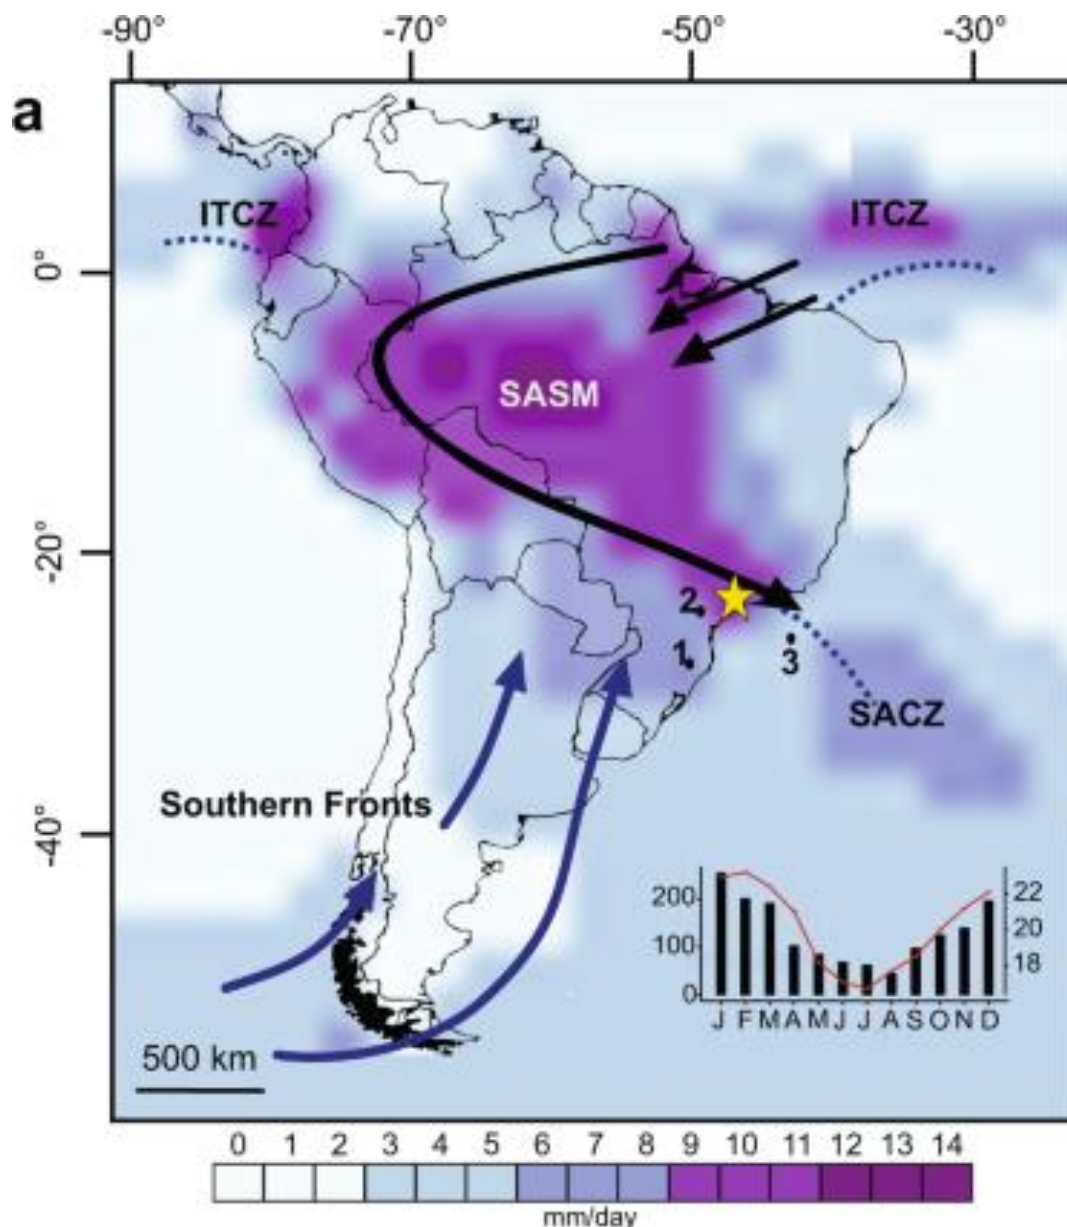 -90° -70° -50° -30°
a
ITCZ ITCZ
0°
SASM
-20°
2
1 3
SACZ
Southern Fronts
-40°
200 22
20
100
18
0
J F M A M J J A S O N D
500 km
0 1 2 3 4 5 6 7 8 9 10 11 12 13 14
mm/day